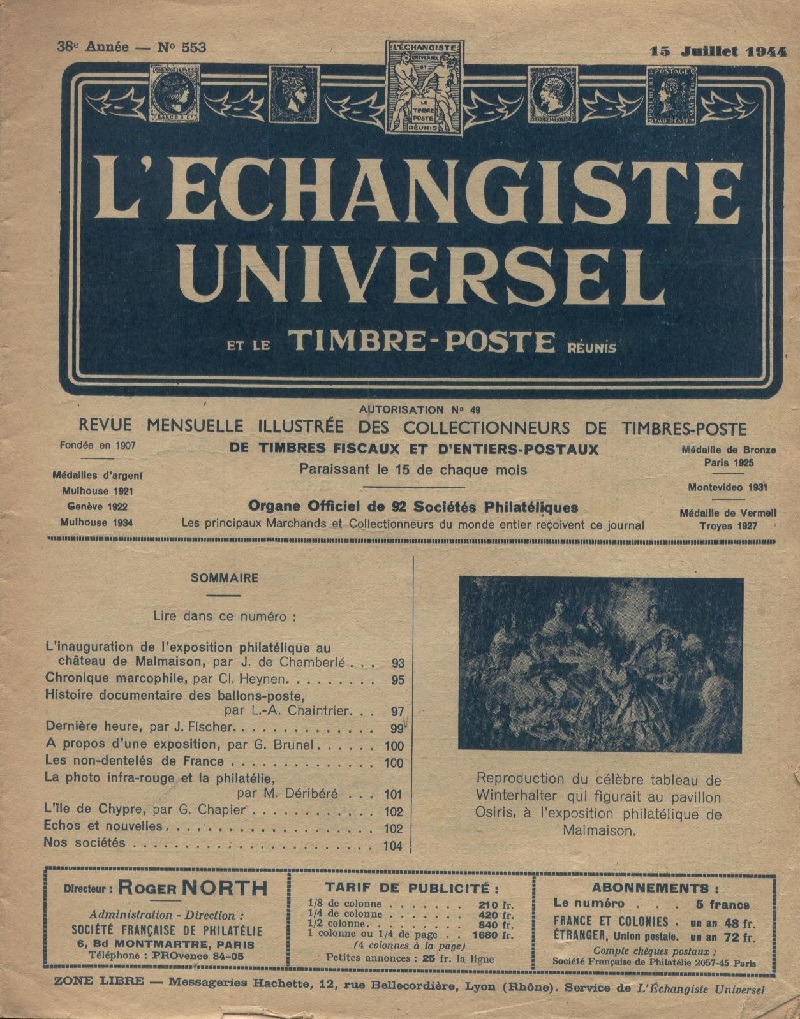 38e Année — No 553
15 Juillet 1944
L'ÉCHANGISTE
UNIVERSEL
ET
LE
TIMBRE
POSTE
RÉUNIS
POSTAGE
L'ECHANGISTE
UNIVERSEL
ET LE TIMBRE-POSTE RÉUNIS
AUTORISATION No 49
REVUE MENSUELLE ILLUSTRÉE DES COLLECTIONNEURS DE TIMBRES-POSTE
DE TIMBRES FISCAUX ET D'ENTIERS-POSTAUX
Paraissant le 15 de chaque mois
Fondée en 1907
Médailles d'argent
Mulhouse 1921
Genève 1922
Mulhouse 1934
Médaille de Bronze
Paris 1925
Montevideo 1931
Médaille de Vermeil
Troyes 1927
Organe Officiel de 92 Sociétés Philatéliques
Les principaux Marchands et Collectionneurs du monde entier reçoivent ce journal
SOMMAIRE
Lire dans ce numéro :
L'inauguration de l'exposition philatélique au
château de Malmaison, par J. de Chamberlé . . . 93
Chronique marcophile, par Cl. Heynen. . . . . . . . . 95
Histoire documentaire des ballons-poste,
par L.-A. Chaintrier. . . 97
Dernière heure, par J. Fischer. . . . . . . . . . . . . 99
A propos d'une exposition, par G. Brunel . . . . . . 100
Les non-dentelés de France . . . . . . . . . . . . 100
La photo infra-rouge et la philatélie,
par M. Déribéré . . . 101
L'Ile de Chypre, par G. Chapier . . . . . . . . . . . 102
Echos et nouvelles. . . . . . . . . . . . . . . . . . . 102
Nos sociétés . . . . . . . . . . . . . . . . . . . . . . 104
Reproduction du célèbre tableau de
Winterhalter qui figurait au pavillon
Osiris, à l'exposition philatélique de
Malmaison.
Directeur : ROGER NORTH
Administration - Direction :
SOCIÉTÉ FRANÇAISE DE PHILATÉLIE
6, Bd MONTMARTRE, PARIS
Téléphone : PROvence 84-05
TARIF DE PUBLICITÉ :
1/8 de colonne . . . . . . . 210 fr.
1/4 de colonne . . . . . . . 420 fr.
1/2 colonne. . . . . . . . . 840 fr.
1 colonne ou 1/4 de page . . 1680 fr.
(4 colonnes à la page)
Petites annonces : 25 fr. la ligne
ABONNEMENTS :
Le numéro . . . . 5 francs
FRANCE ET COLONIES . un an 48 fr.
ÉTRANGER, Union postale. un an 72 fr.
Compte chèques postaux :
Société Française de Philatélie 2057-45 Paris
ZONE LIBRE — Messageries Hachette, 12, rue Bellecordière, Lyon (Rhône). Service de L'Échangiste Universel